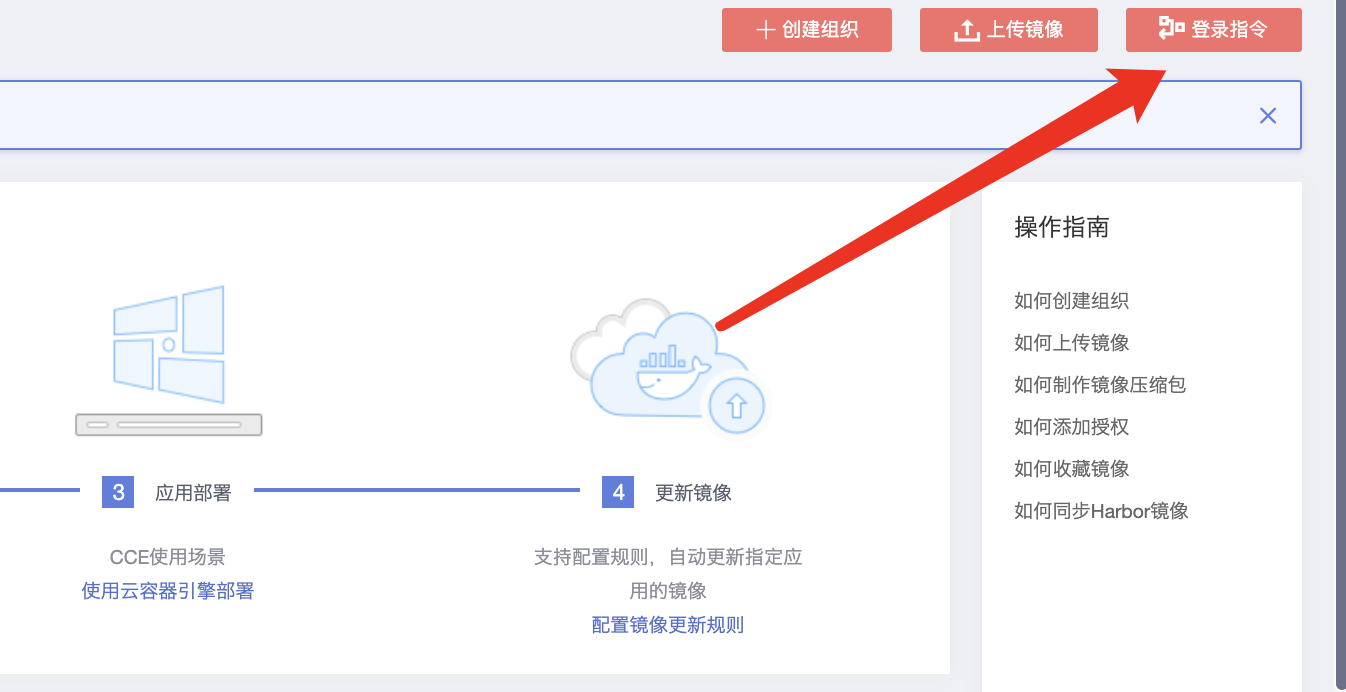 创建组织
上传镜像
登录指令
操作指南
如何创建组织
如何上传镜像
如何制作镜像压缩包
如何添加授权
如何收藏镜像
如何同步Harbor镜像
3 应用部署
CCE使用场景
使用云容器引擎部署
4 更新镜像
支持配置规则，自动更新指定应
用的镜像
配置镜像更新规则